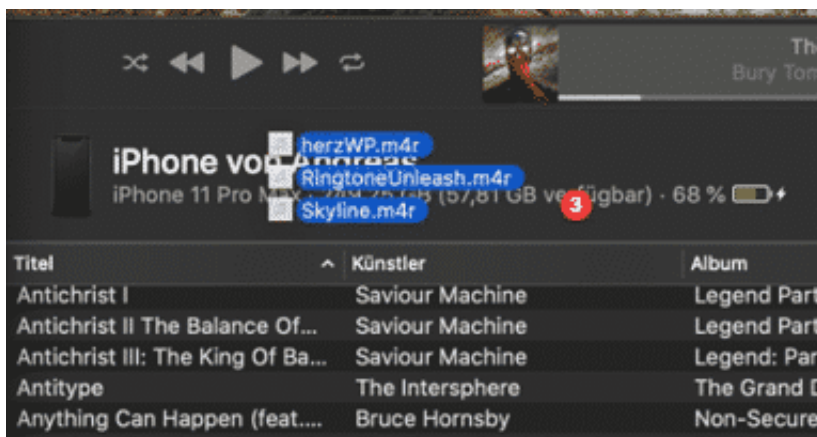 The
Bury Tom
herzWP.m4r
iPhone von Andreas
RingtoneUnleash.m4r
iPhone 11 Pro Max · GB (57,81 GB verfügbar) · 68 %
Skyline.m4r
3
Titel Künstler Album
Antichrist I Saviour Machine Legend Part
Antichrist II The Balance Of... Saviour Machine Legend Part
Antichrist III: The King Of Ba... Saviour Machine Legend: Par
Antitype The Intersphere The Grand D
Anything Can Happen (feat.... Bruce Hornsby Non-Secure